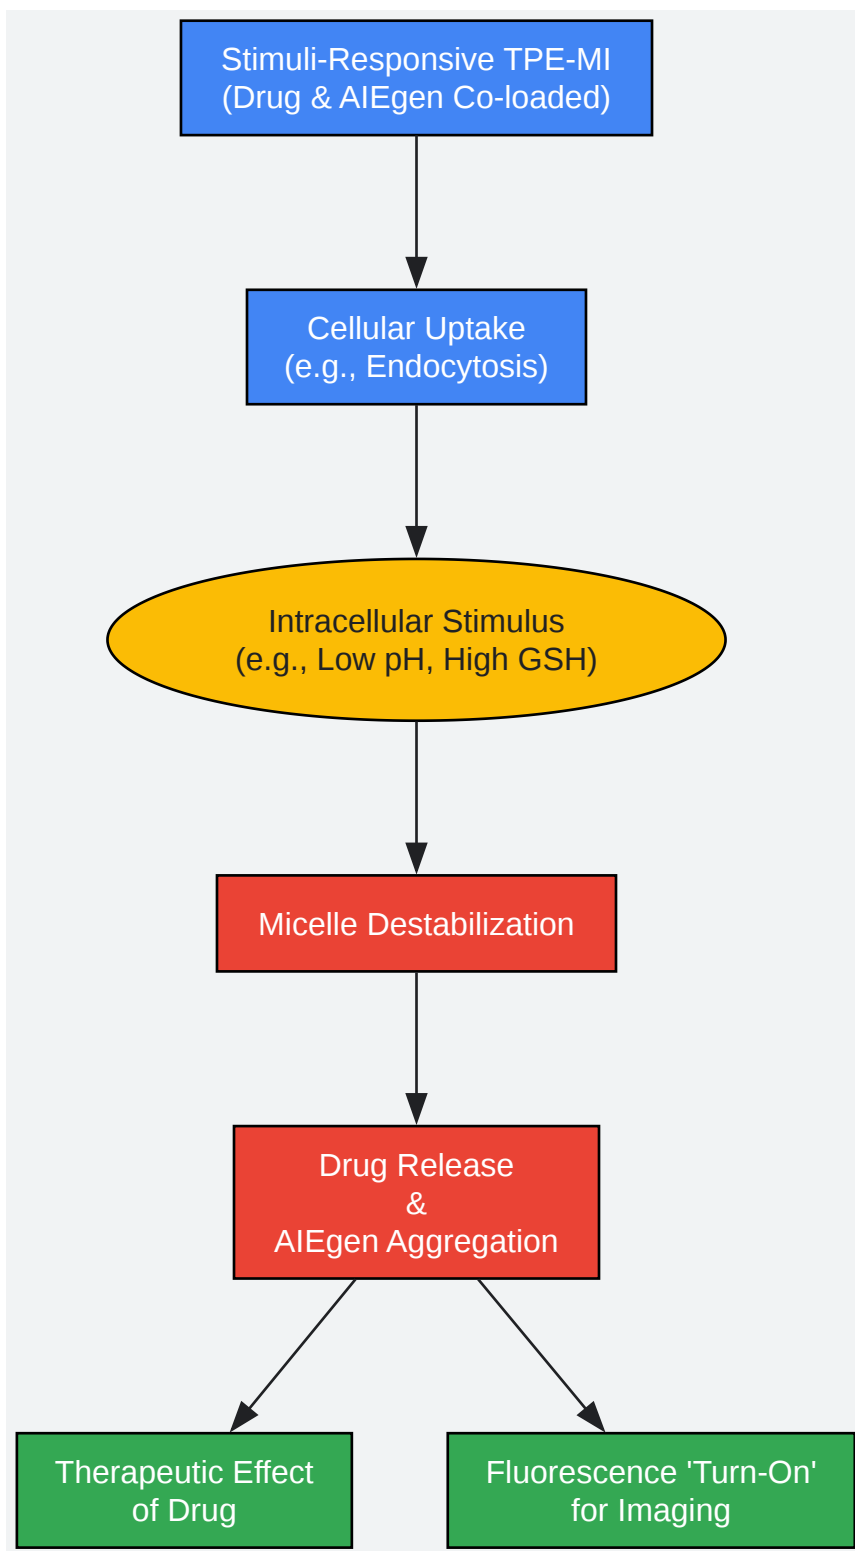 Stimuli-Responsive TPE-MI
(Drug & AIEgen Co-loaded)
Cellular Uptake
(e.g., Endocytosis)
Intracellular Stimulus
(e.g., Low pH, High GSH)
Micelle Destabilization
Drug Release
&
AIEgen Aggregation
Therapeutic Effect
of Drug
Fluorescence 'Turn-On'
for Imaging